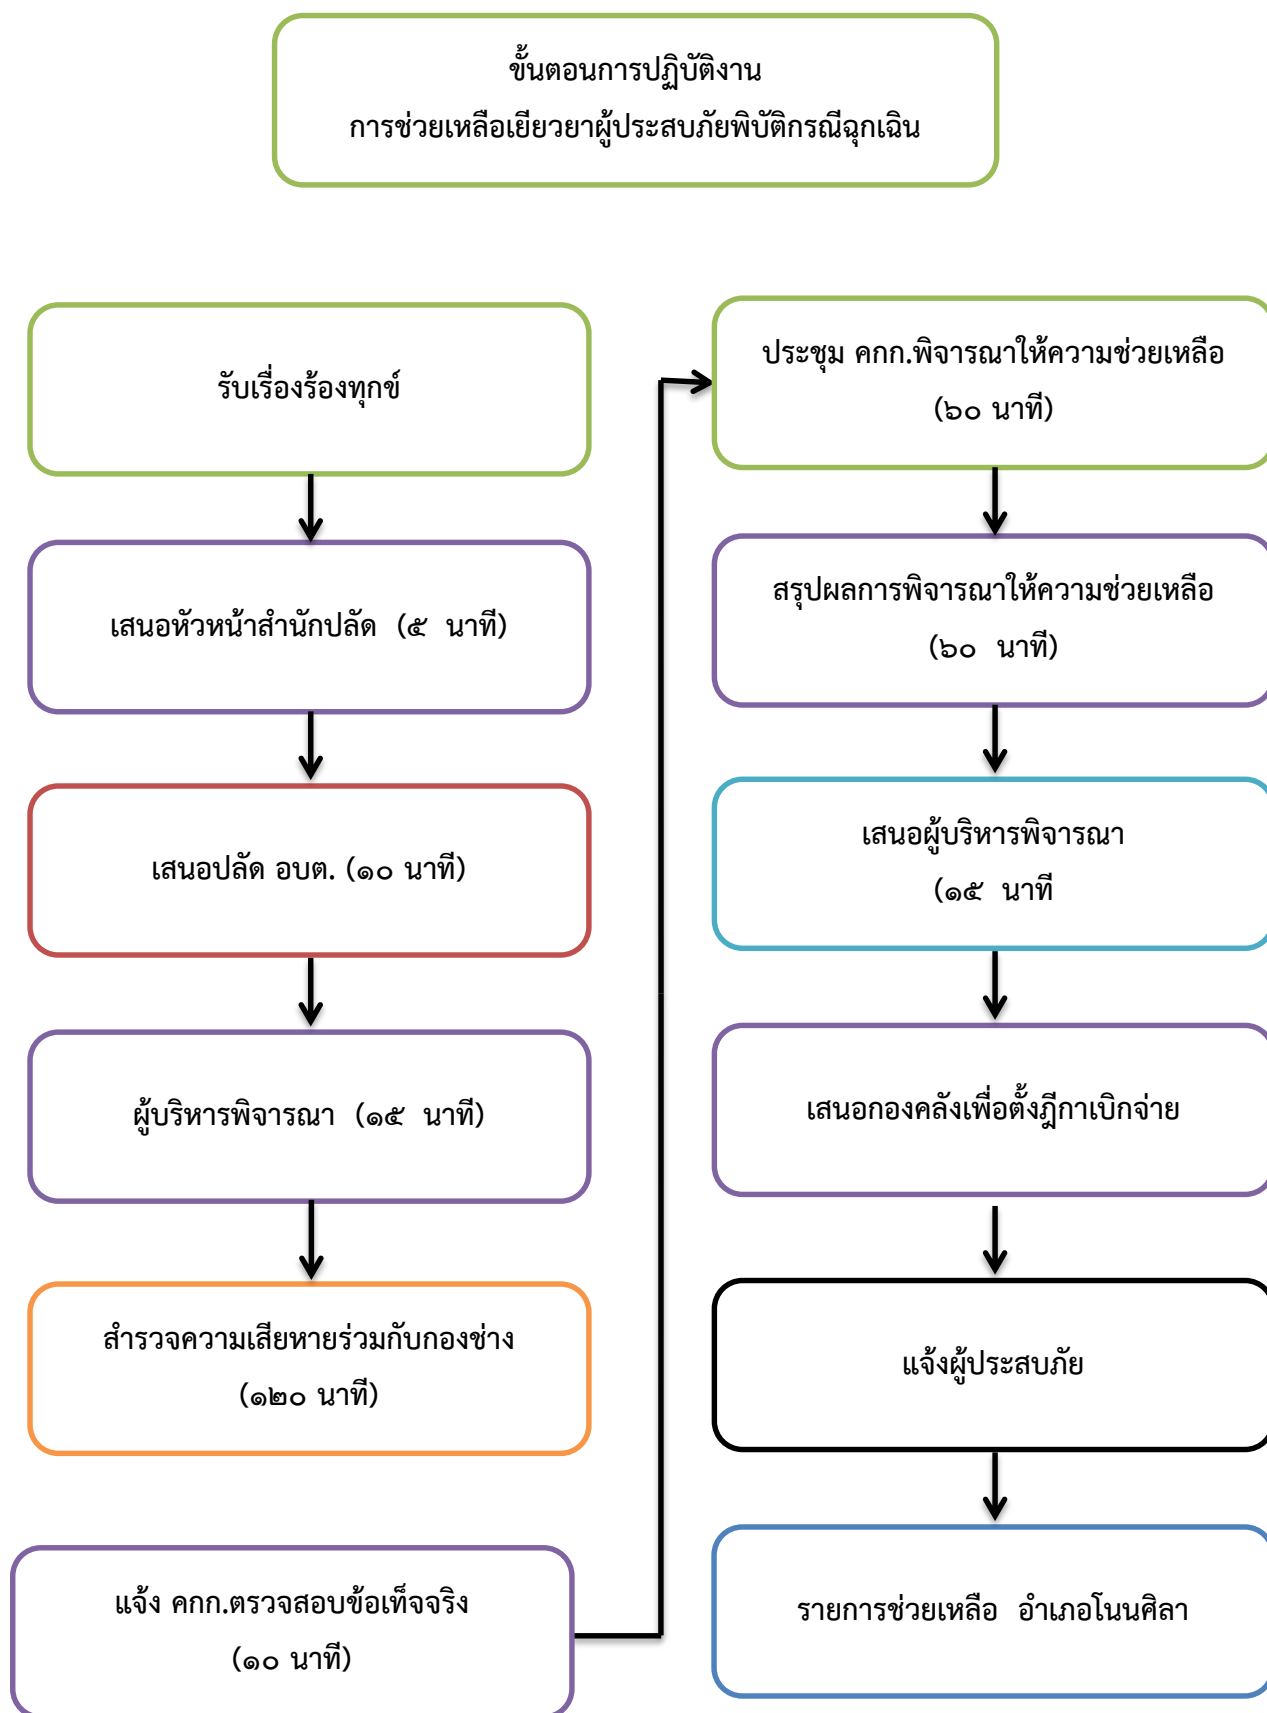 ขั้นตอนการปฏิบัติงาน
การช่วยเหลือเยียวยาผู้ประสบภัยพิบัติกรณีฉุกเฉิน
รับเรื่องร้องทุกข์
เสนอหัวหน้าสำนักปลัด (๕ นาที)
เสนอปลัด อบต. (๑๐ นาที)
ผู้บริหารพิจารณา (๑๕ นาที)
สำรวจความเสียหายร่วมกับกองช่าง
(๑๒๐ นาที)
แจ้ง คกก.ตรวจสอบข้อเท็จจริง
(๑๐ นาที)
ประชุม คกก.พิจารณาให้ความช่วยเหลือ
(๖๐ นาที)
สรุปผลการพิจารณาให้ความช่วยเหลือ
(๖๐ นาที)
เสนอผู้บริหารพิจารณา
(๑๕ นาที
เสนอกองคลังเพื่อตั้งฎีกาเบิกจ่าย
แจ้งผู้ประสบภัย
รายการช่วยเหลือ อำเภอโนนศิลา